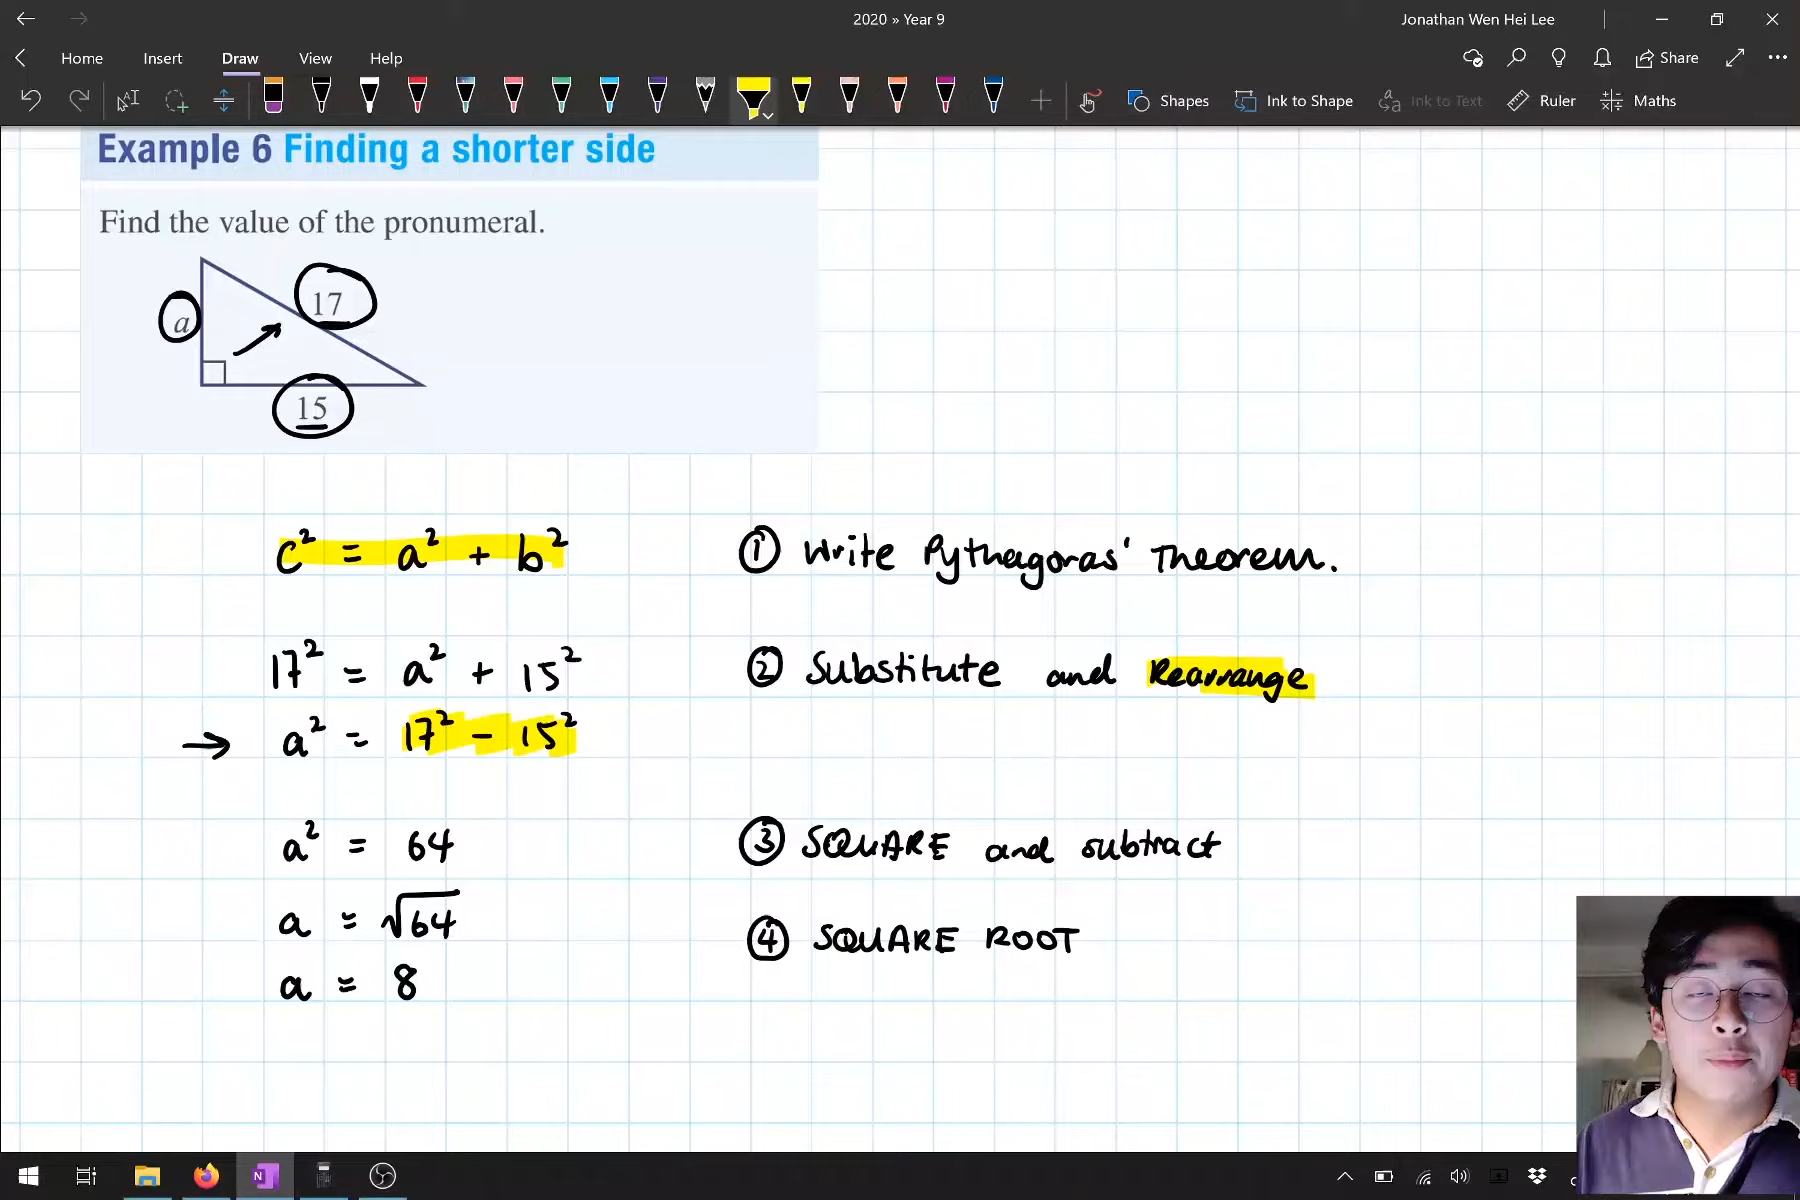 2020 » Year 9
Jonathan Wen Hei Lee
Home Insert Draw View Help
Share
Shapes Ink to Shape Ink to Text Ruler Maths
Example 6 Finding a shorter side
Find the value of the pronumeral.
17
a
15
c² = a² + b² ① Write Pythagoras' Theorem.
17² = a² + 15² ② Substitute and Rearrange
→ a² = 17² - 15²
a² = 64 ③ SQUARE and subtract
a = √64 ④ SQUARE ROOT
a = 8